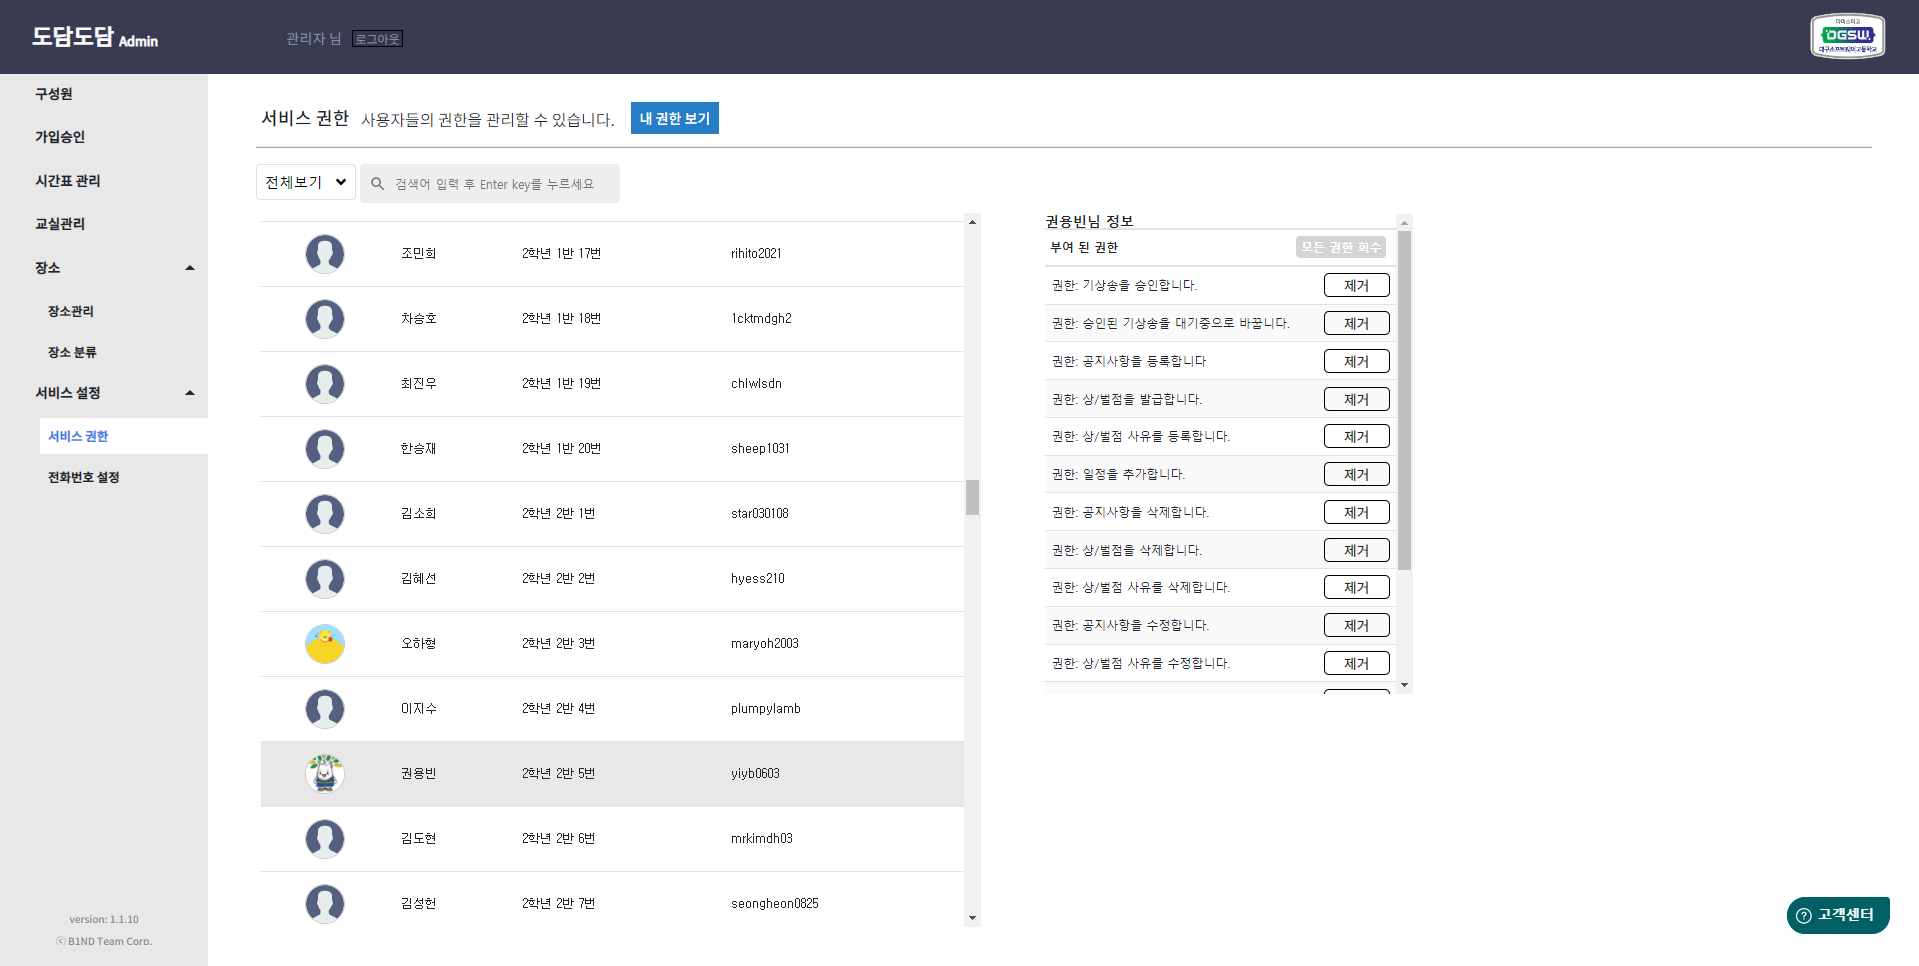 도담도담 Admin
관리자 님 로그아웃
마이스터고
DGSW.
대구소프트웨어고등학교
구성원
가입승인
시간표 관리
교실관리
장소
장소관리
장소 분류
서비스 설정
서비스 권한
전화번호 설정
version: 1.1.10
ⓒ B1ND Team Corp.
서비스 권한 사용자들의 권한을 관리할 수 있습니다. 내 권한 보기
전체보기 검색어 입력 후 Enter key를 누르세요
조민희 2학년 1반 17번 rihito2021
차승호 2학년 1반 18번 1cktmdgh2
최진우 2학년 1반 19번 chlwlsdn
한승재 2학년 1반 20번 sheep1031
김소희 2학년 2반 1번 star030108
김혜선 2학년 2반 2번 hyess210
오하형 2학년 2반 3번 maryoh2003
이지수 2학년 2반 4번 plumpylamb
권용빈 2학년 2반 5번 yiyb0603
김도현 2학년 2반 6번 mrkimdh03
김성헌 2학년 2반 7번 seongheon0825
권용빈님 정보
부여 된 권한 모든 권한 회수
권한: 기상송을 승인합니다. 제거
권한: 승인된 기상송을 대기중으로 바꿉니다. 제거
권한: 공지사항을 등록합니다 제거
권한: 상/벌점을 발급합니다. 제거
권한: 상/벌점 사유를 등록합니다. 제거
권한: 일정을 추가합니다. 제거
권한: 공지사항을 삭제합니다. 제거
권한: 상/벌점을 삭제합니다. 제거
권한: 상/벌점 사유를 삭제합니다. 제거
권한: 공지사항을 수정합니다. 제거
권한: 상/벌점 사유를 수정합니다. 제거
고객센터